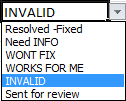 INVALID
Resolved -Fixed
Need INFO
WONT FIX
WORKS FOR ME
INVALID
Sent for review